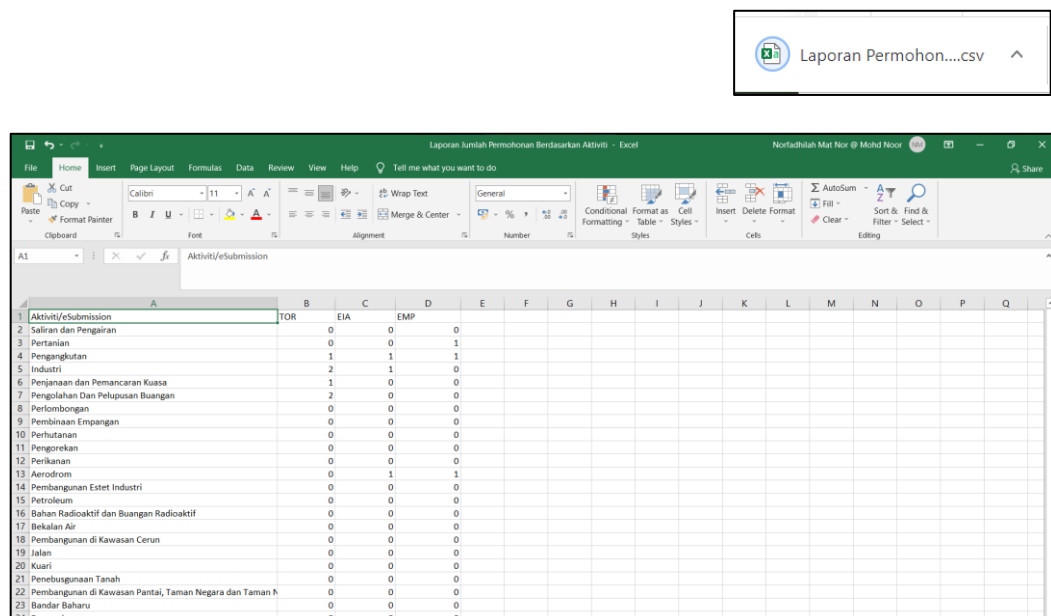 Laporan Permohon....csv
Laporan Jumlah Permohonan Berdasarkan Aktiviti - Excel
Norfadhilah Mat Nor @ Mohd Noor NM
File Home Insert Page Layout Formulas Data Review View Help Tell me what you want to do Share
Paste Cut Copy Format Painter
Clipboard
Calibri 11 A A
B I U A
Font
Wrap Text
Merge & Center
Alignment
General
% ,
Number
Conditional Formatting Format as Table Cell Styles
Styles
Insert Delete Format
Cells
AutoSum Fill Clear
Sort & Filter Find & Select
Editing
A1 fx Aktiviti/eSubmission
A B C D E F G H I J K L M N O P Q
1 Aktiviti/eSubmission TOR EIA EMP
2 Saliran dan Pengairan 0 0 0
3 Pertanian 0 0 1
4 Pengangkutan 1 1 1
5 Industri 2 1 0
6 Penjanaan dan Pemancaran Kuasa 1 0 0
7 Pengolahan Dan Pelupusan Buangan 2 0 0
8 Perlombongan 0 0 0
9 Pembinaan Empangan 0 0 0
10 Perhutanan 0 0 0
11 Pengorekan 0 0 0
12 Perikanan 0 0 0
13 Aerodrom 0 1 1
14 Pembangunan Estet Industri 0 0 0
15 Petroleum 0 0 0
16 Bahan Radioaktif dan Buangan Radioaktif 0 0 0
17 Bekalan Air 0 0 0
18 Pembangunan di Kawasan Cerun 0 0 0
19 Jalan 0 0 0
20 Kuari 0 0 0
21 Penebusgunaan Tanah 0 0 0
22 Pembangunan di Kawasan Pantai, Taman Negara dan Taman N 0 0 0
23 Bandar Baharu 0 0 0